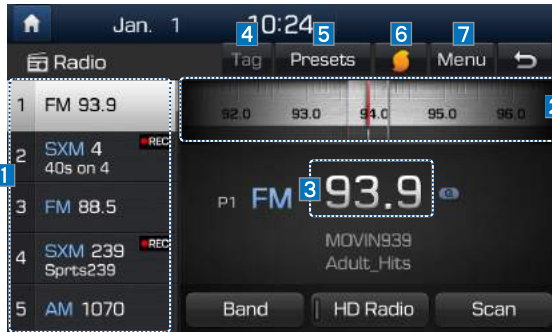 Jan. 1 10:24
4 5 6 7
Radio Tag Presets Menu
1 FM 93.9
92.0 93.0 94.0 95.0 96.0 2
2 SXM 4 REC
40s on 4
1
3 FM 88.5
P1 FM 3 93.9
4 SXM 239 REC
Sprts239
MOVIN939
Adult_Hits
5 AM 1070
Band HD Radio Scan